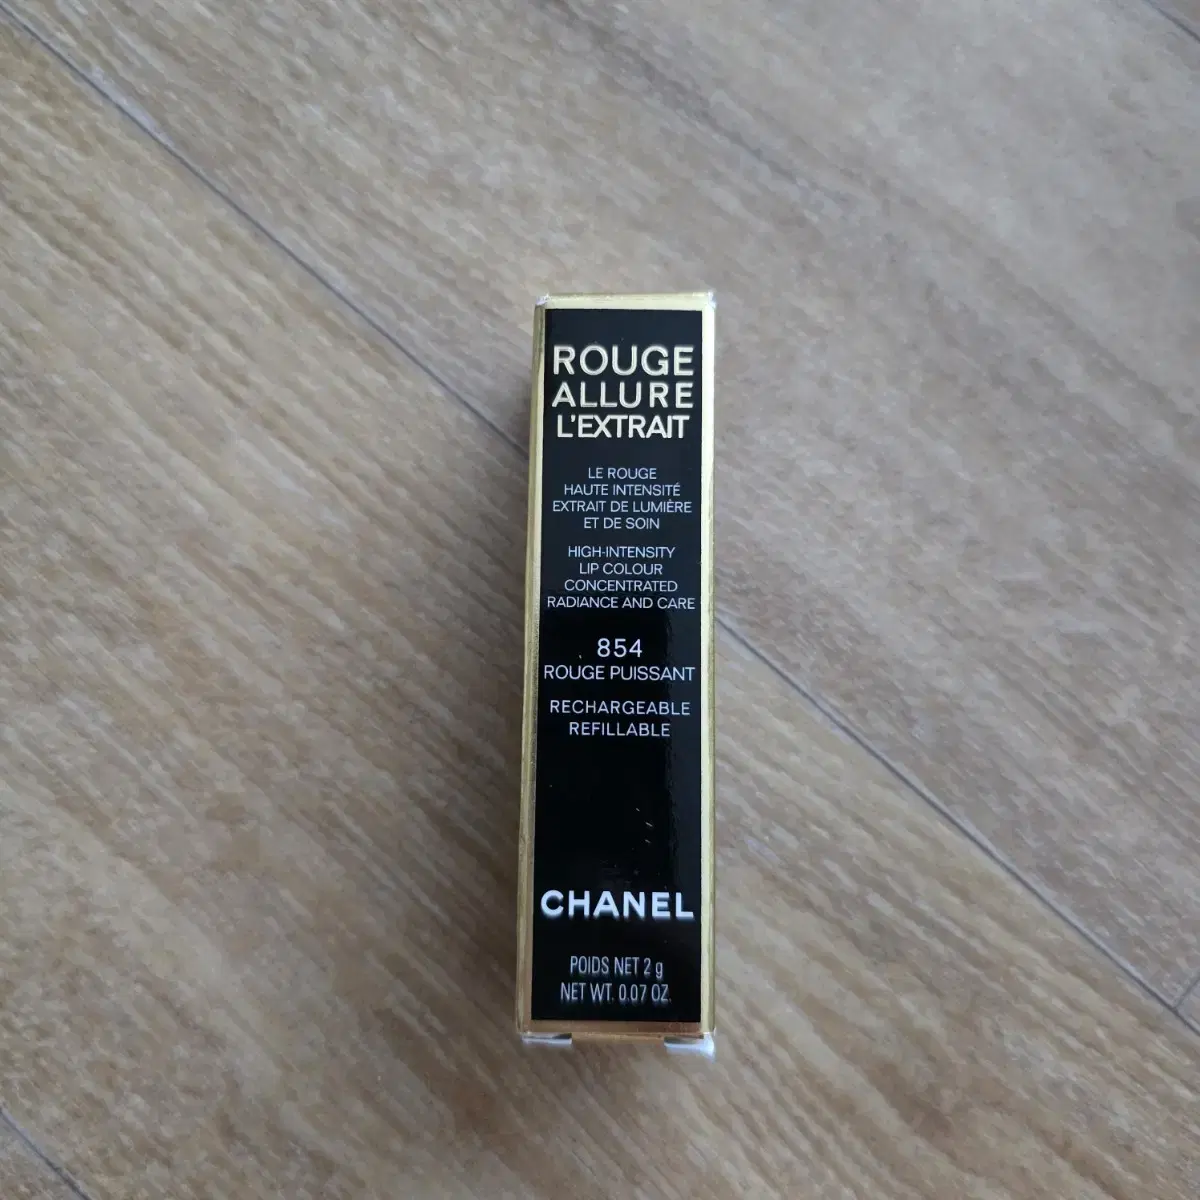 ROUGE
ALLURE
L'EXTRAIT
LE ROUGE
HAUTE INTENSITÉ
EXTRAIT DE LUMIÈRE
ET DE SOIN
HIGH-INTENSITY
LIP COLOUR
CONCENTRATED
RADIANCE AND CARE
854
ROUGE PUISSANT
RECHARGEABLE
REFILLABLE
CHANEL
POIDS NET 2 g
NET WT. 0.07 OZ.